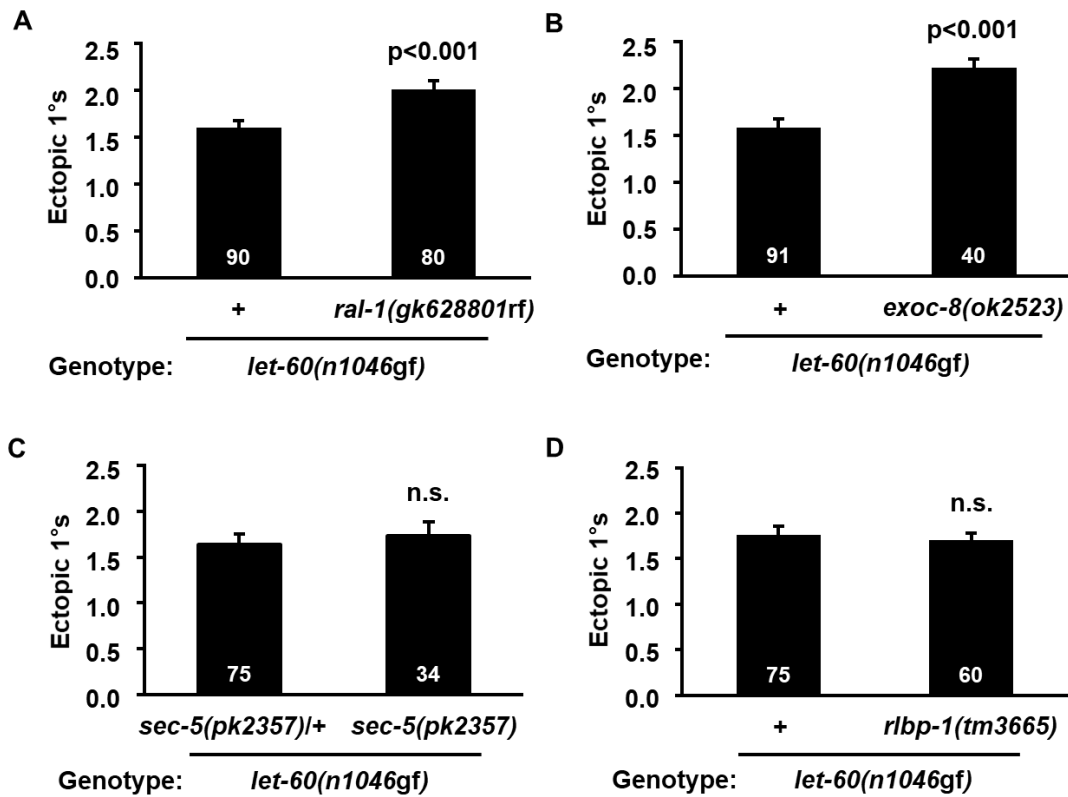 A
Ectopic 1°s
2.5
2.0
1.5
1.0
0.5
0.0
p<0.001
90
80
+
ral-1(gk628801rf)
Genotype:
let-60(n1046gf)
B
Ectopic 1°s
2.5
2.0
1.5
1.0
0.5
0.0
p<0.001
91
40
+
exoc-8(ok2523)
Genotype:
let-60(n1046gf)
C
Ectopic 1°s
2.5
2.0
1.5
1.0
0.5
0.0
n.s.
75
34
sec-5(pk2357)/+
sec-5(pk2357)
Genotype:
let-60(n1046gf)
D
Ectopic 1°s
2.5
2.0
1.5
1.0
0.5
0.0
n.s.
75
60
+
rlbp-1(tm3665)
Genotype:
let-60(n1046gf)